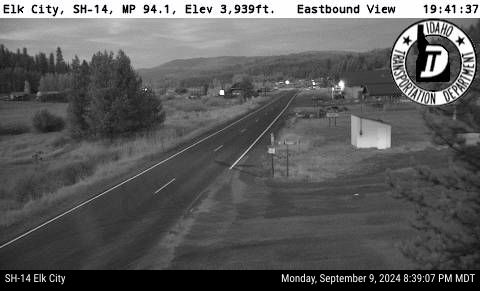 Elk City, SH-14, MP 94.1, Elev 3,939ft. Eastbound View 19:41:37
IDAHO
TRANSPORTATION DEPARTMENT
SH-14 Elk City Monday, September 9, 2024 8:39:07 PM MDT